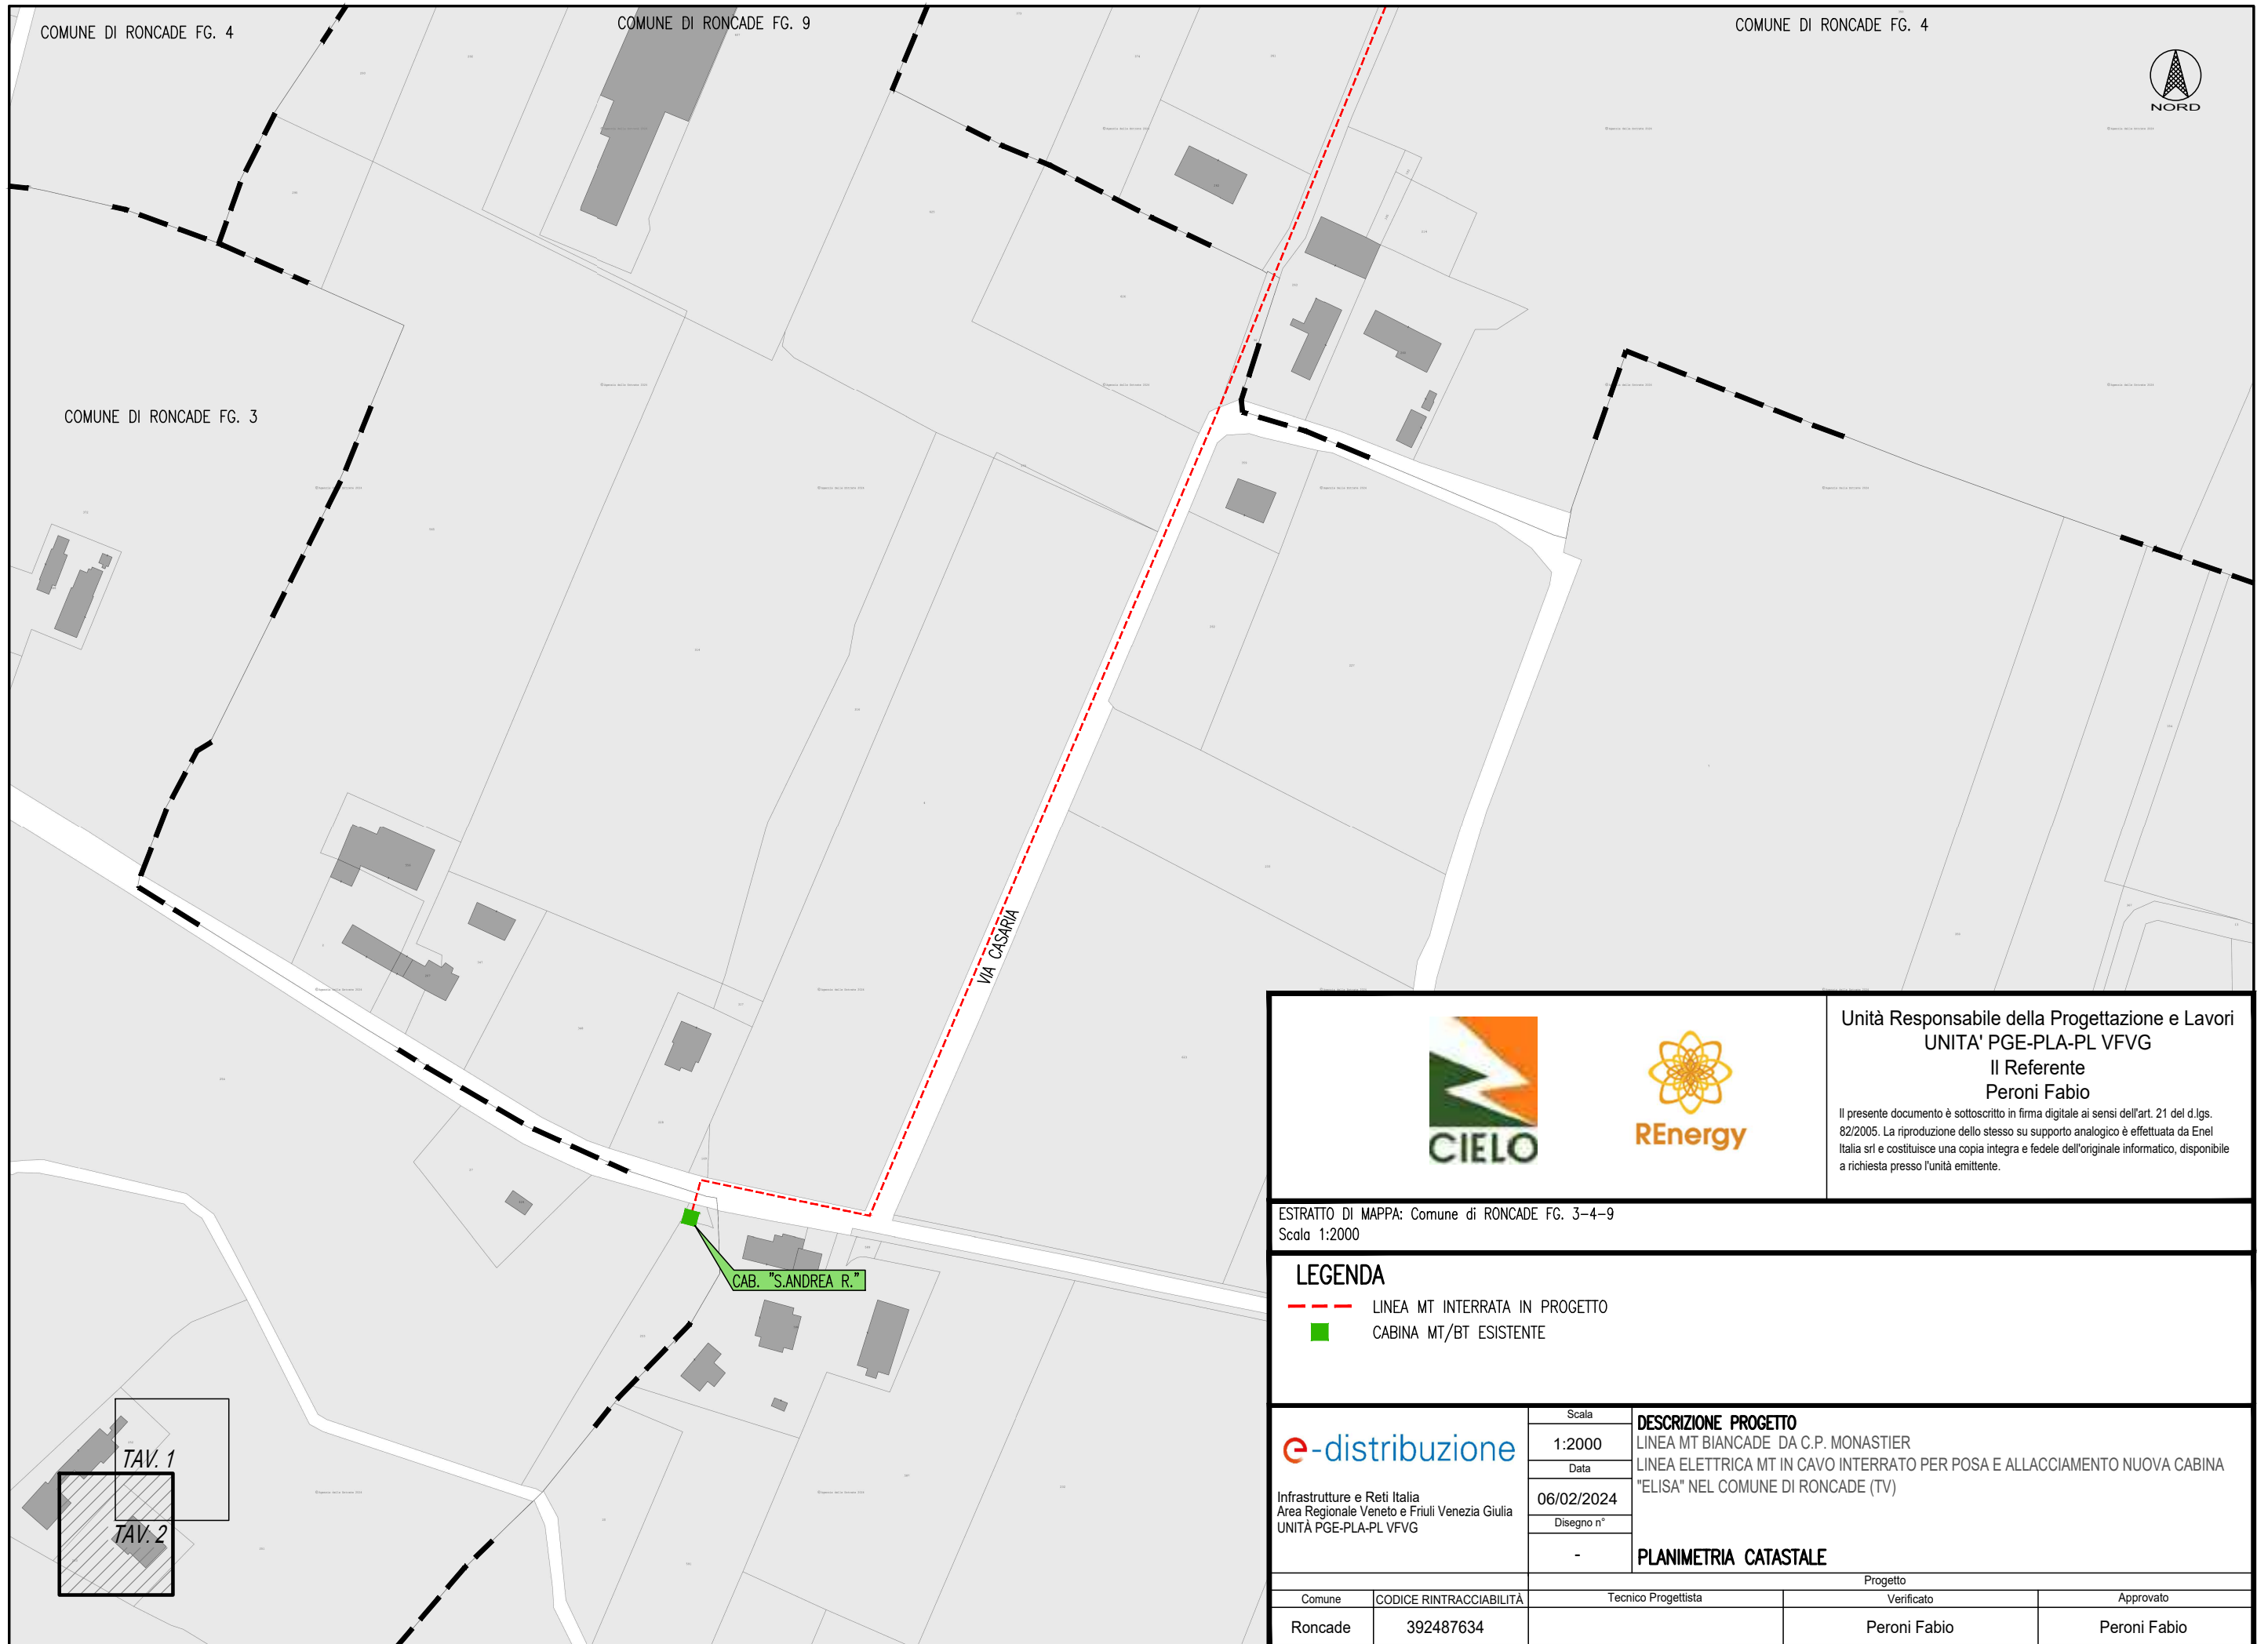 COMUNE DI RONCADE FG. 4
COMUNE DI RONCADE FG. 9
COMUNE DI RONCADE FG. 4
NORD
COMUNE DI RONCADE FG. 3
VIA CASARIA
CAB. "S.ANDREA R."
TAV. 1
TAV. 2
CIELO
REnergy
Unità Responsabile della Progettazione e Lavori
UNITA' PGE-PLA-PL VFVG
Il Referente
Peroni Fabio
Il presente documento è sottoscritto in firma digitale ai sensi dell'art. 21 del d.lgs.
82/2005. La riproduzione dello stesso su supporto analogico è effettuata da Enel
Italia srl e costituisce una copia integra e fedele dell'originale informatico, disponibile
a richiesta presso l'unità emittente.
ESTRATTO DI MAPPA: Comune di RONCADE FG. 3-4-9
Scala 1:2000
LEGENDA
LINEA MT INTERRATA IN PROGETTO
CABINA MT/BT ESISTENTE
e-distribuzione
Infrastrutture e Reti Italia
Area Regionale Veneto e Friuli Venezia Giulia
UNITÀ PGE-PLA-PL VFVG
Scala
1:2000
Data
06/02/2024
Disegno n°
-
DESCRIZIONE PROGETTO
LINEA MT BIANCADE DA C.P. MONASTIER
LINEA ELETTRICA MT IN CAVO INTERRATO PER POSA E ALLACCIAMENTO NUOVA CABINA
"ELISA" NEL COMUNE DI RONCADE (TV)
PLANIMETRIA CATASTALE
Progetto
Comune
CODICE RINTRACCIABILITÀ
Tecnico Progettista
Verificato
Approvato
Roncade
392487634
Peroni Fabio
Peroni Fabio